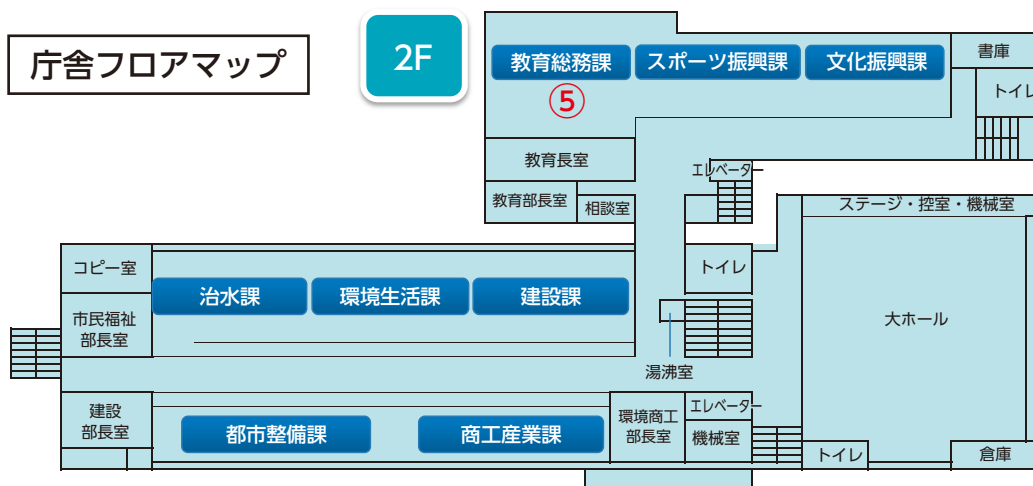 庁舎フロアマップ
2F
教育総務課
スポーツ振興課
文化振興課
書庫
⑤
トイレ
教育長室
エレベーター
教育部長室
相談室
ステージ・控室・機械室
コピー室
トイレ
治水課
環境生活課
建設課
市民福祉
部長室
大ホール
湯沸室
建設
部長室
都市整備課
商工産業課
環境商工
部長室
エレベーター
機械室
トイレ
倉庫